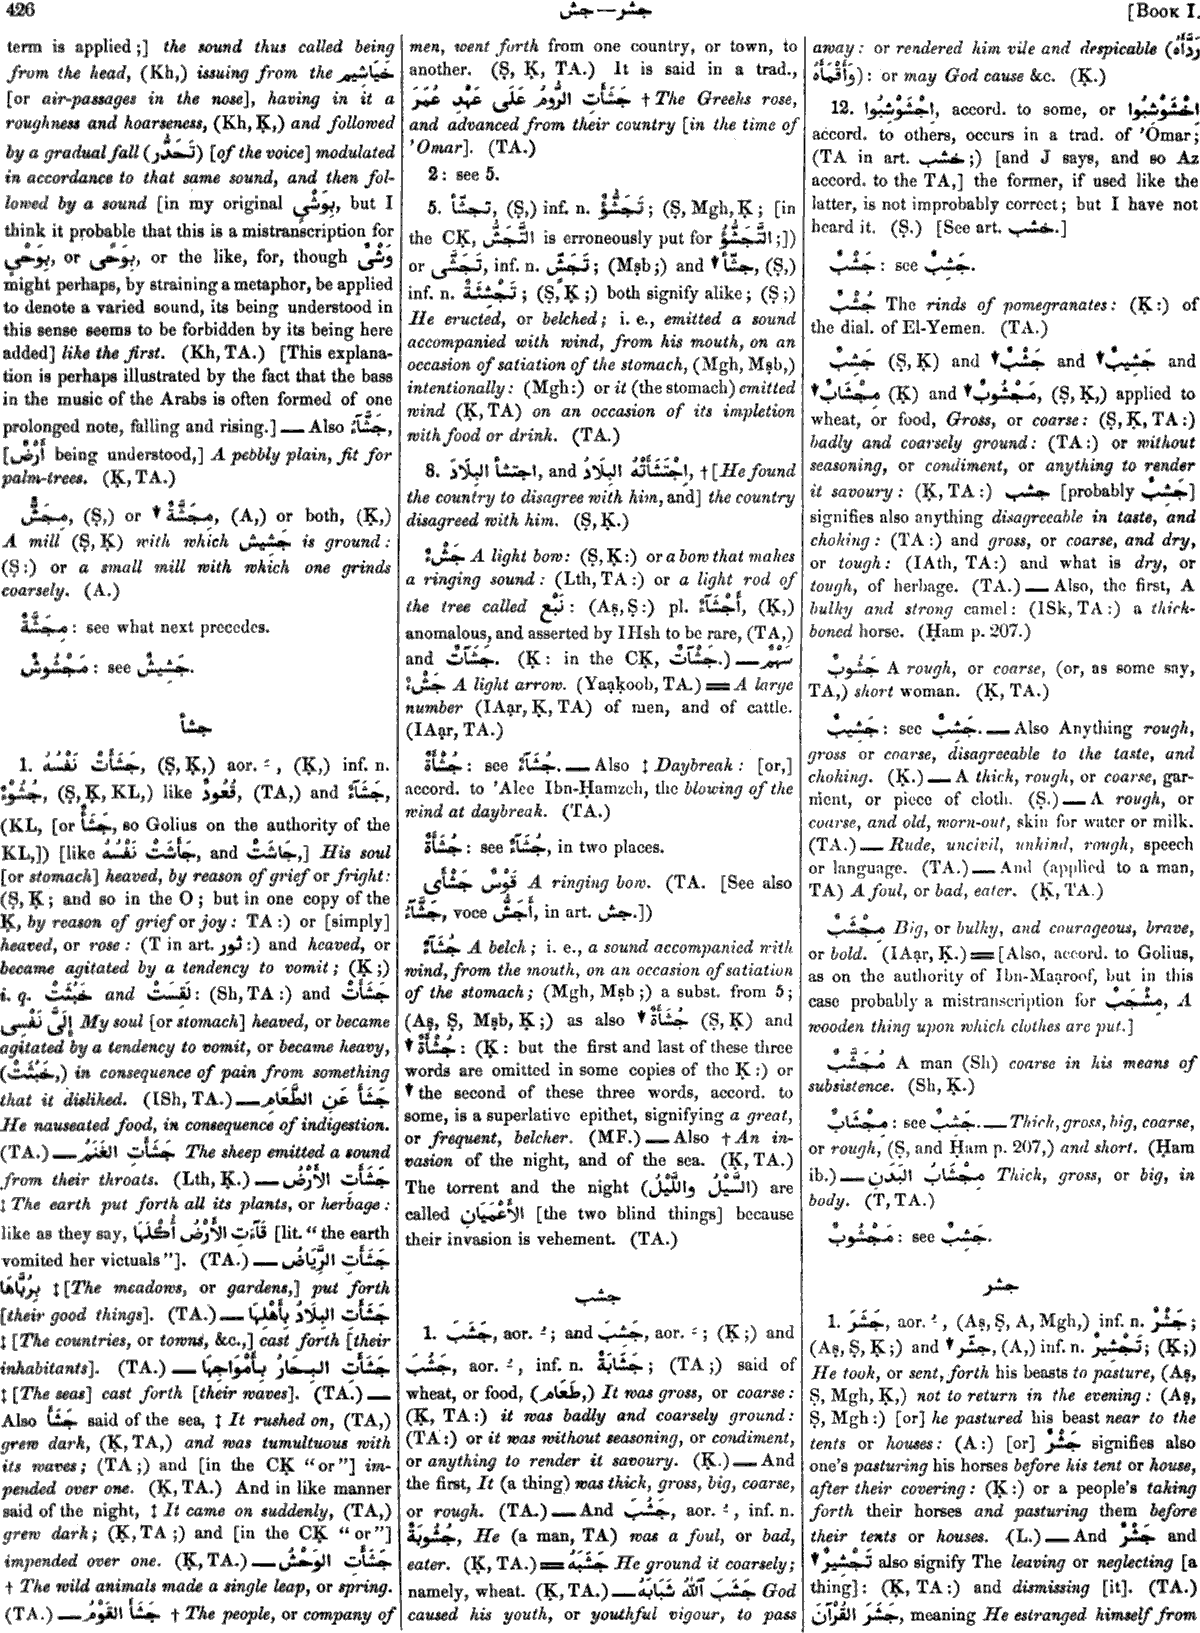 426
جشر—جش
[Book I.
term is applied;] the sound thus called being
from the head, (Kh,) issuing from the خَيَاشِيم
[or air-passages in the nose], having in it a
roughness and hoarseness, (Kh, Ḳ,) and followed
by a gradual fall (تَحَدُّر) [of the voice] modulated
in accordance to that same sound, and then fol-
lowed by a sound [in my original بِوَشْيٍ, but I
think it probable that this is a mistranscription for
بِوَحْيٍ, or بِوَحًى, or the like, for, though وَشْىٌ
might perhaps, by straining a metaphor, be applied
to denote a varied sound, its being understood in
this sense seems to be forbidden by its being here
added] like the first. (Kh, TA.) [This explana-
tion is perhaps illustrated by the fact that the bass
in the music of the Arabs is often formed of one
prolonged note, falling and rising.] — Also جَشَّآءُ,
[أَرْضٌ being understood,] A pebbly plain, fit for
palm-trees. (Ḳ, TA.)
مِجَشٌّ, (Ṣ,) or ▾ مِجَشَّةٌ, (A,) or both, (Ḳ,)
A mill (Ṣ, Ḳ) with which جَشِيش is ground:
(Ṣ:) or a small mill with which one grinds
coarsely. (A.)
مِجَشَّةٌ: see what next precedes.
مَجْشُوشٌ: see جَشِيشٌ.
جشأ
1. جَشَأَتْ نَفْسُهُ, (Ṣ, Ḳ,) aor. ـَ, (Ḳ,) inf. n.
جُشُوْءٌ, (Ṣ, Ḳ, KL,) like قُعُودٌ, (TA,) and جَشَآءٌ,
(KL, [or جَشْأٌ, so Golius on the authority of the
KL,]) [like جَأَشَتْ نَفْسُهُ, and جَاشَتْ,] His soul
[or stomach] heaved, by reason of grief or fright:
(Ṣ, Ḳ; and so in the O; but in one copy of the
Ḳ, by reason of grief or joy: TA:) or [simply]
heaved, or rose: (T in art. ثور:) and heaved, or
became agitated by a tendency to vomit; (Ḳ;)
i. q. خَبُثَتْ and لَقِسَتْ: (Sh, TA:) and جَشَأَتْ
إِلَىَّ نَفْسِى My soul [or stomach] heaved, or became
agitated by a tendency to vomit, or became heavy,
(خَبُثَتْ,) in consequence of pain from something
that it disliked. (ISh, TA.) — جَشَأَ عَنِ الطَّعَامِ
He nauseated food, in consequence of indigestion.
(TA.) — جَشَأَتِ الغَنَمُ The sheep emitted a sound
from their throats. (Lth, Ḳ.) — جَشَأَتِ الأَرْضُ
‡ The earth put forth all its plants, or herbage:
like as they say, قَآءَتِ الأَرْضُ أُكْلَهَا [lit. “the earth
vomited her victuals”]. (TA.) — جَشَأَتِ الرِّيَاضُ
بِرُبَّاهَا ‡ [The meadows, or gardens,] put forth
[their good things]. (TA.) — جَشَأَتِ البِلَادُ بِأَهْلِهَا
‡ [The countries, or towns, &c.,] cast forth [their
inhabitants]. (TA.) — جَشَأَتِ البِحَارُ بِأَمْوَاجِهَا
‡ [The seas] cast forth [their waves]. (TA.) —
Also جَشَأَ said of the sea, ‡ It rushed on, (TA,)
grew dark, (Ḳ, TA,) and was tumultuous with
its waves; (TA;) and [in the CḲ “or”] im-
pended over one. (Ḳ, TA.) And in like manner
said of the night, ‡ It came on suddenly, (TA,)
grew dark; (Ḳ, TA;) and [in the CḲ “or”]
impended over one. (Ḳ, TA.) — جَشَأَتِ الوَحْشُ
† The wild animals made a single leap, or spring.
(TA.) — جَشَأَ القَوْمُ † The people, or company of
men, went forth from one country, or town, to
another. (Ṣ, Ḳ, TA.) It is said in a trad.,
جَشَأَتِ الرُّومُ عَلَى عَهْدِ عُمَرَ † The Greeks rose,
and advanced from their country [in the time of
’Omar]. (TA.)
2: see 5.
5. تجشّأ, (Ṣ,) inf. n. تَجَشُّؤٌ; (Ṣ, Mgh, Ḳ; [in
the CḲ, التَّجَشُّ is erroneously put for التَّجَشُّؤُ;])
or تَجَشَّى, inf. n. تَجَشٍّ; (Mṣb;) and ▾ جشّأ, (Ṣ,)
inf. n. تَجْشِئَةٌ; (Ṣ, Ḳ;) both signify alike; (Ṣ;)
He eructed, or belched; i. e., emitted a sound
accompanied with wind, from his mouth, on an
occasion of satiation of the stomach, (Mgh, Mṣb,)
intentionally: (Mgh:) or it (the stomach) emitted
wind (Ḳ, TA) on an occasion of its impletion
with food or drink. (TA.)
8. اجتشأ البِلَادَ, and اِجْتَشَأَتْهُ البِلَادُ, † [He found
the country to disagree with him, and] the country
disagreed with him. (Ṣ, Ḳ.)
جَشْءٌ A light bow: (Ṣ, Ḳ:) or a bow that makes
a ringing sound: (Lth, TA:) or a light rod of
the tree called نَبْع: (Aṣ, Ṣ:) pl. أَجْشَآءٌ, (Ḳ,)
anomalous, and asserted by IHsh to be rare, (TA,)
and جَشَآتٌ. (Ḳ: in the CḲ, جَشْآتٌ.) — سَهْمٌ
جَشْءٌ A light arrow. (Yaạḳoob, TA.) = A large
number (IAạr, Ḳ, TA) of men, and of cattle.
(IAạr, TA.)
جُشْأَةٌ: see جُشَآءٌ. — Also ‡ Daybreak: [or,]
accord. to ’Alee Ibn-Ḥamzeh, the blowing of the
wind at daybreak. (TA.)
جُشَأَةٌ: see جُشَآءٌ, in two places.
قَوْسٌ جَشْأَى A ringing bow. (TA. [See also
جَشَّآءُ, voce أَجَشُّ, in art. جش.])
جُشَآءٌ A belch; i. e., a sound accompanied with
wind, from the mouth, on an occasion of satiation
of the stomach; (Mgh, Mṣb;) a subst. from 5;
(Aṣ, Ṣ, Mṣb, Ḳ;) as also ▾ جُشَأَةٌ (Ṣ, Ḳ) and
▾ جُشْأَةٌ: (Ḳ: but the first and last of these three
words are omitted in some copies of the Ḳ:) or
▾ the second of these three words, accord. to
some, is a superlative epithet, signifying a great,
or frequent, belcher. (MF.) — Also † An in-
vasion of the night, and of the sea. (Ḳ, TA.)
The torrent and the night (السَّيْلُ واللَّيْلُ) are
called الأَعْمَيَانِ [the two blind things] because
their invasion is vehement. (TA.)
جشب
1. جَشَبَ, aor. ـُ; and جَشِبَ, aor. ـَ; (Ḳ;) and
جَشُبَ, aor. ـُ, inf. n. جَشَابَةٌ; (TA;) said of
wheat, or food, (طَعَام,) It was gross, or coarse:
(Ḳ, TA:) it was badly and coarsely ground:
(TA:) or it was without seasoning, or condiment,
or anything to render it savoury. (Ḳ.) — And
the first, It (a thing) was thick, gross, big, coarse,
or rough. (TA.) — And جَشُبَ, aor. ـُ, inf. n.
جُشُوبَةٌ, He (a man, TA) was a foul, or bad,
eater. (Ḳ, TA.) = جَشَبَهُ He ground it coarsely;
namely, wheat. (Ḳ, TA.) — جَشَبَ ٱللّٰهُ شَبَابَهُ God
caused his youth, or youthful vigour, to pass
away: or rendered him vile and despicable (رَدَّاَهُ
وَأَقْمَأَهُ): or may God cause &c. (Ḳ.)
12. اِجْشَوْشِبُوا, accord. to some, or اِخْشَوْشِبُوا
accord. to others, occurs in a trad. of ’Omar;
(TA in art. خشب;) [and J says, and so Az
accord. to the TA,] the former, if used like the
latter, is not improbably correct; but I have not
heard it. (Ṣ.) [See art. خشب.]
جَشْبٌ: see جَشِبٌ.
جُشْبٌ The rinds of pomegranates: (Ḳ:) of
the dial. of El-Yemen. (TA.)
جَشِبٌ (Ṣ, Ḳ) and ▾ جَشْبٌ and ▾ جَشِيبٌ and
▾ مِجْشَابٌ (Ḳ) and ▾ مَجْشُوبٌ, (Ṣ, Ḳ,) applied to
wheat, or food, Gross, or coarse: (Ṣ, Ḳ, TA:)
badly and coarsely ground: (TA:) or without
seasoning, or condiment, or anything to render
it savoury: (Ḳ, TA:) جشب [probably جَشِبٌ]
signifies also anything disagreeable in taste, and
choking: (TA:) and gross, or coarse, and dry,
or tough: (IAth, TA:) and what is dry, or
tough, of herbage. (TA.) — Also, the first, A
bulky and strong camel: (ISk, TA:) a thick-
boned horse. (Ḥam p. 207.)
جَشُوبٌ A rough, or coarse, (or, as some say,
TA,) short woman. (Ḳ, TA.)
جَشِيبٌ: see جَشِبٌ. — Also Anything rough,
gross or coarse, disagreeable to the taste, and
choking. (Ḳ.) — A thick, rough, or coarse, gar-
ment, or piece of cloth. (Ṣ.) — A rough, or
coarse, and old, worn-out, skin for water or milk.
(TA.) — Rude, uncivil, unkind, rough, speech
or language. (TA.) — And (applied to a man,
TA) A foul, or bad, eater. (Ḳ, TA.)
مِجْشَبٌ Big, or bulky, and courageous, brave,
or bold. (IAạr, Ḳ.) = [Also, accord. to Golius,
as on the authority of Ibn-Maạroof, but in this
case probably a mistranscription for مِشْجَبٌ, A
wooden thing upon which clothes are put.]
مُجَشَّبٌ A man (Sh) coarse in his means of
subsistence. (Sh, Ḳ.)
مِجْشَابٌ: see جَشِبٌ. — Thick, gross, big, coarse,
or rough, (Ṣ, and Ḥam p. 207,) and short. (Ḥam
ib.) — مِجْشَابُ البَدَنِ Thick, gross, or big, in
body. (T, TA.)
مَجْشُوبٌ: see جَشِبٌ.
جشر
1. جَشَرَ, aor. ـُ, (Aṣ, Ṣ, A, Mgh,) inf. n. جَشْرٌ;
(Aṣ, Ṣ, Ḳ;) and ▾ جشّر, (A,) inf. n. تَجْشِيرٌ; (Ḳ;)
He took, or sent, forth his beasts to pasture, (Aṣ,
Ṣ, Mgh, Ḳ,) not to return in the evening: (Aṣ,
Ṣ, Mgh:) [or] he pastured his beast near to the
tents or houses: (A:) [or] جَشْرٌ signifies also
one’s pasturing his horses before his tent or house,
after their covering: (Ḳ:) or a people’s taking
forth their horses and pasturing them before
their tents or houses. (L.) — And جَشْرٌ and
▾ تَجْشِيرٌ also signify The leaving or neglecting [a
thing]: (Ḳ, TA:) and dismissing [it]. (TA.)
جَشَرَ القُرْآنَ, meaning He estranged himself from